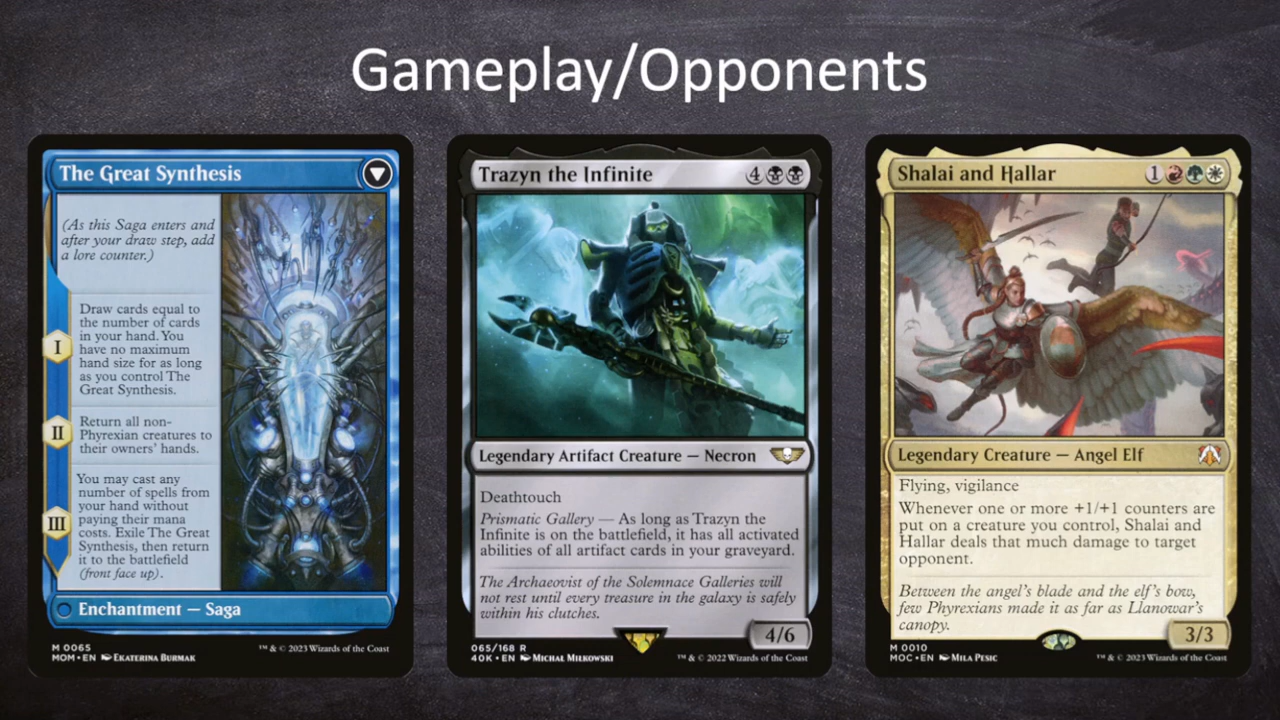 Gameplay/Opponents
The Great Synthesis
(As this Saga enters and
after your draw step, add
a lore counter.)
I
Draw cards equal to
the number of cards
in your hand. You
have no maximum
hand size for as long
as you control The
Great Synthesis.
II
Return all non-
Phyrexian creatures to
their owners' hands.
III
You may cast any
number of spells from
your hand without
paying their mana
costs. Exile The Great
Synthesis, then return
it to the battlefield
(front face up).
Enchantment — Saga
M 0065
MOM • EN Ekaterina Burmak
™ & © 2023 Wizards of the Coast
Trazyn the Infinite 4
Legendary Artifact Creature — Necron
Deathtouch
Prismatic Gallery — As long as Trazyn the
Infinite is on the battlefield, it has all activated
abilities of all artifact cards in your graveyard.
The Archaeovist of the Solemnace Galleries will
not rest until every treasure in the galaxy is safely
within his clutches.
4/6
065/168 R
40K • EN Michal Miłkowski
™ & © 2022 Wizards of the Coast
Shalai and Hallar 1
Legendary Creature — Angel Elf
Flying, vigilance
Whenever one or more +1/+1 counters are
put on a creature you control, Shalai and
Hallar deals that much damage to target
opponent.
Between the angel's blade and the elf's bow,
few Phyrexians made it as far as Llanowar's
canopy.
3/3
M 0010
MOC • EN Mila Pesic
™ & © 2023 Wizards of the Coast